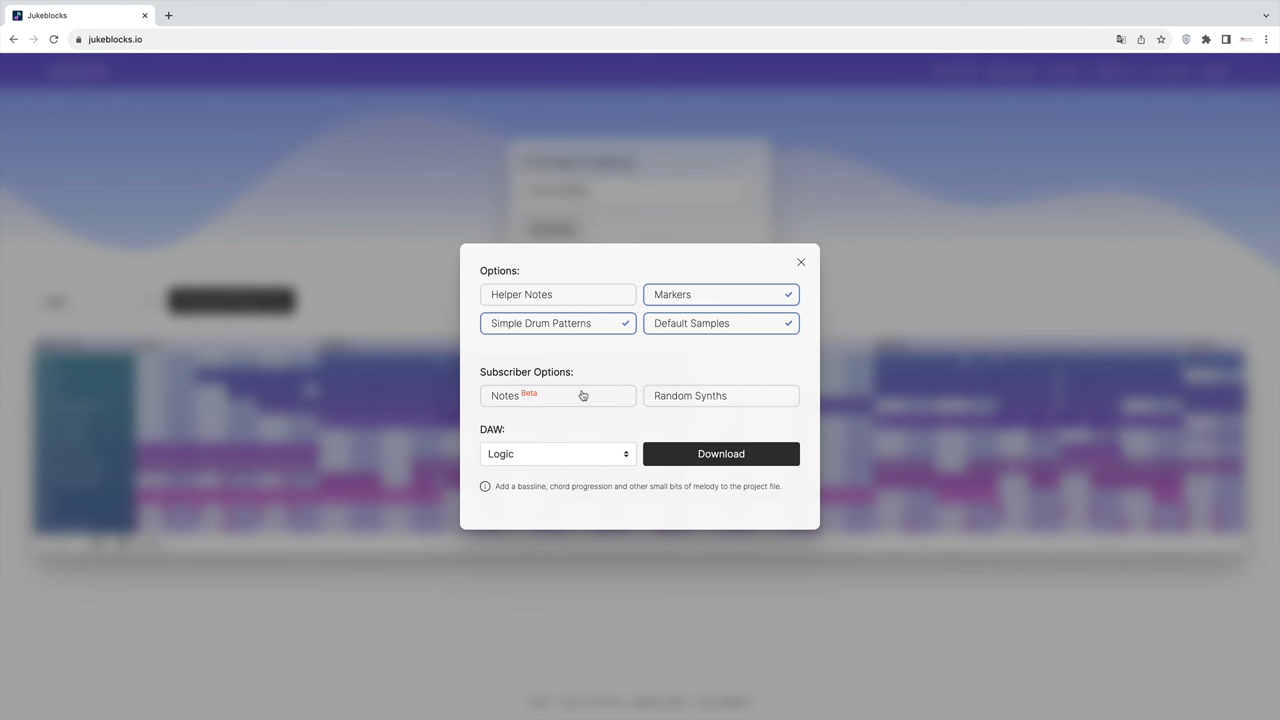 Jukeblocks
jukeblocks.io
Options:
Helper Notes
Markers
Simple Drum Patterns
Default Samples
Subscriber Options:
Notes Beta
Random Synths
DAW:
Logic
Download
Add a bassline, chord progression and other small bits of melody to the project file.